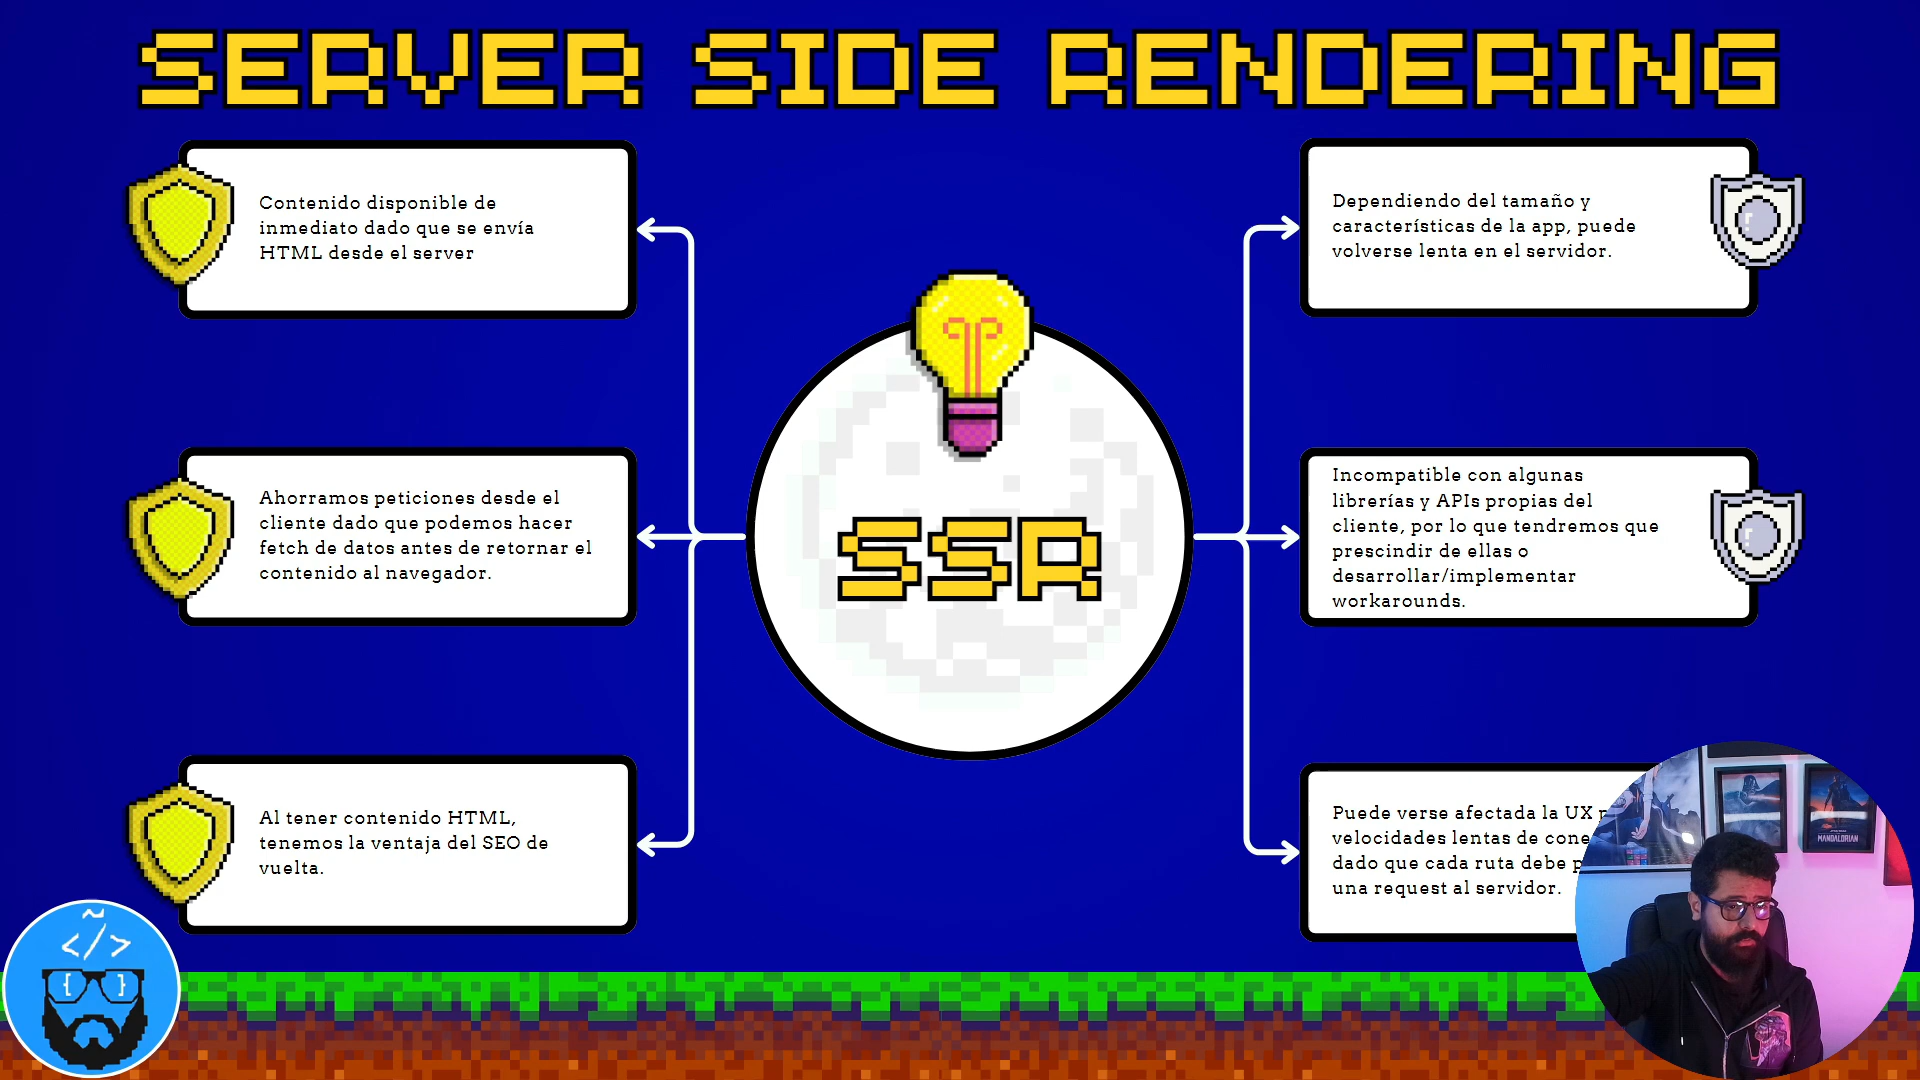 SERVER SIDE RENDERING
Contenido disponible de
inmediato dado que se envía
HTML desde el server
Ahorramos peticiones desde el
cliente dado que podemos hacer
fetch de datos antes de retornar el
contenido al navegador.
Al tener contenido HTML,
tenemos la ventaja del SEO de
vuelta.
SSR
Dependiendo del tamaño y
características de la app, puede
volverse lenta en el servidor.
Incompatible con algunas
librerías y APIs propias del
cliente, por lo que tendremos que
prescindir de ellas o
desarrollar/implementar
workarounds.
Puede verse afectada la UX
velocidades lentas de
dado que cada ruta debe
una request al servidor.
~
</>
{ }
MANDALORIAN